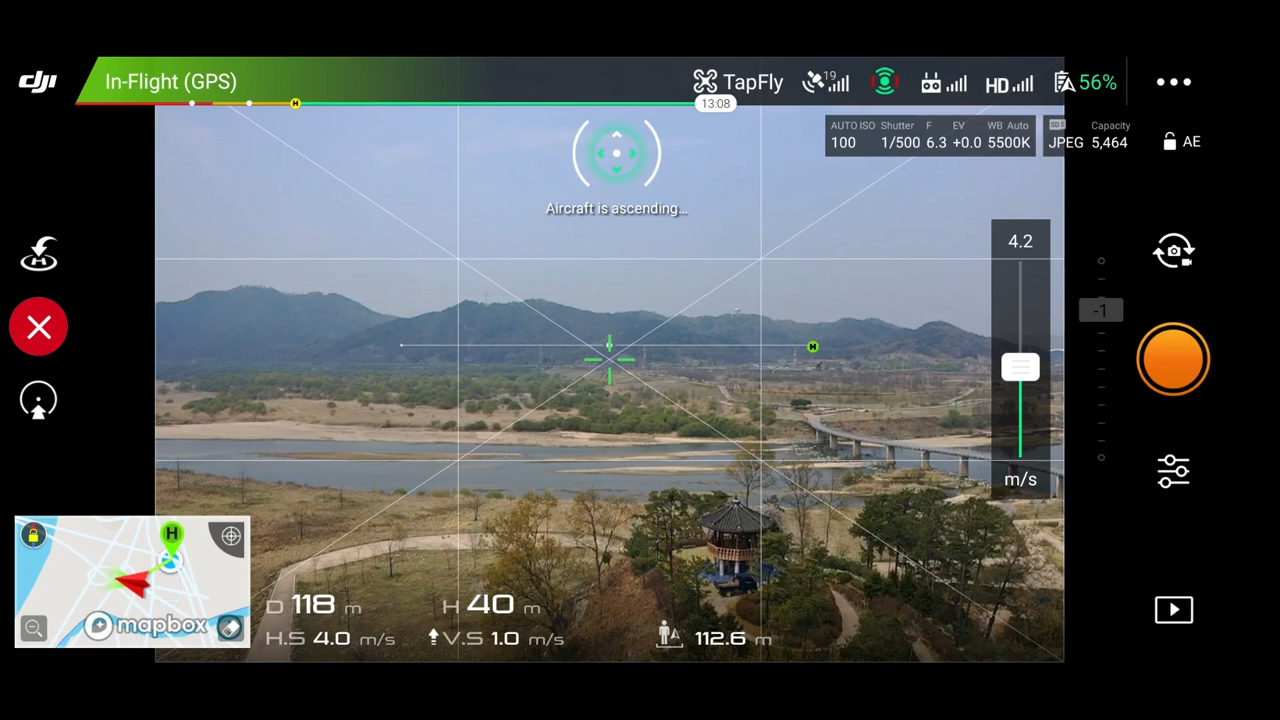 dji
In-Flight (GPS)
TapFly
19
HD
56%
H
13:08
AUTO ISO Shutter F EV WB Auto
100 1/500 6.3 +0.0 5500K
SD
Capacity
JPEG 5,464
AE
Aircraft is ascending...
4.2
H
-1
H
m/s
H
mapbox
D 118 m
H 40 m
H.S 4.0 m/s
V.S 1.0 m/s
112.6 m